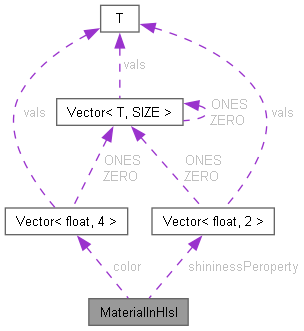 T
vals
vals
vals
Vector< T, SIZE >
ONES
ZERO
ONES
ZERO
ONES
ZERO
Vector< float, 4 >
Vector< float, 2 >
color
shininessPeroperty
MaterialInHlsl